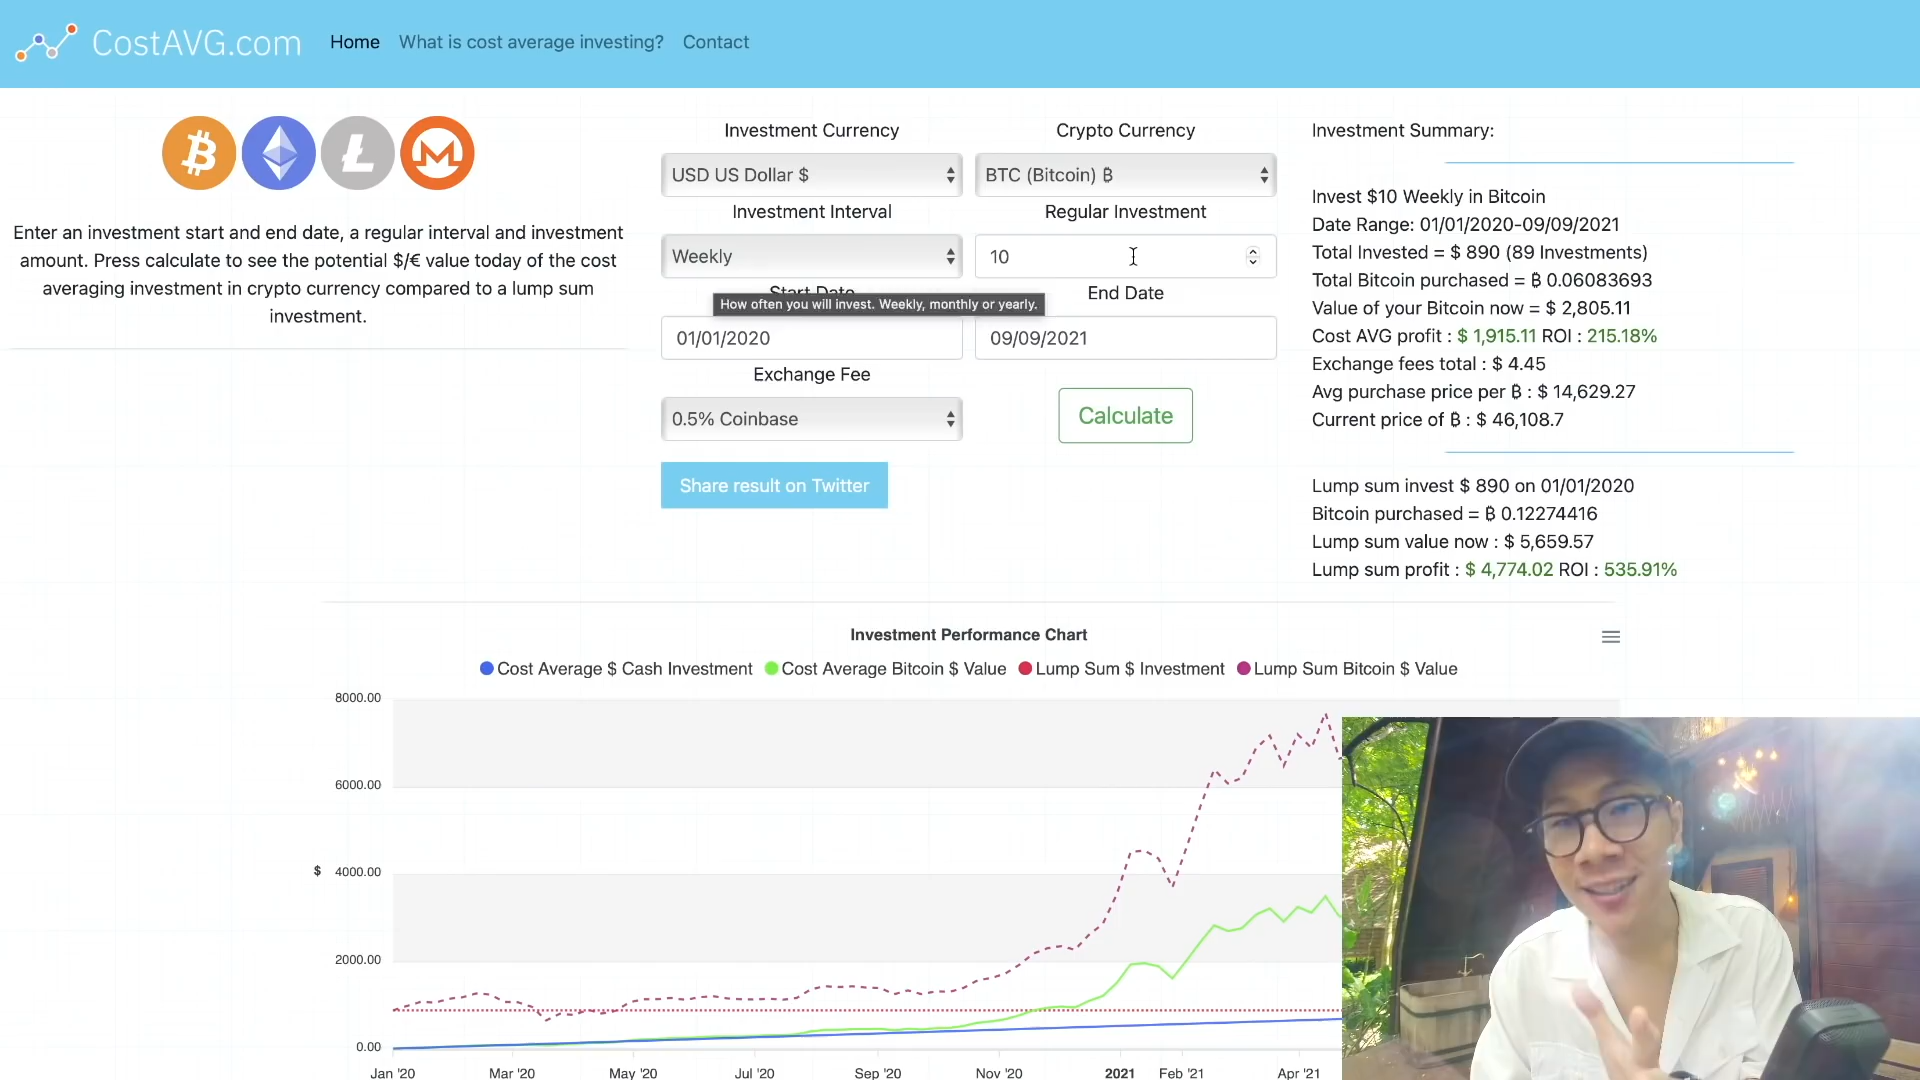 CostAVG.com
Home
What is cost average investing?
Contact
Enter an investment start and end date, a regular interval and investment
amount. Press calculate to see the potential $/€ value today of the cost
averaging investment in crypto currency compared to a lump sum
investment.
Investment Currency
Crypto Currency
USD US Dollar $
BTC (Bitcoin) ₿
Investment Interval
Regular Investment
Weekly
10
Start Date
End Date
How often you will invest. Weekly, monthly or yearly.
01/01/2020
09/09/2021
Exchange Fee
0.5% Coinbase
Calculate
Share result on Twitter
Investment Summary:
Invest $10 Weekly in Bitcoin
Date Range: 01/01/2020-09/09/2021
Total Invested = $ 890 (89 Investments)
Total Bitcoin purchased = ₿ 0.06083693
Value of your Bitcoin now = $ 2,805.11
Cost AVG profit : $ 1,915.11 ROI : 215.18%
Exchange fees total : $ 4.45
Avg purchase price per ₿ : $ 14,629.27
Current price of ₿ : $ 46,108.7
Lump sum invest $ 890 on 01/01/2020
Bitcoin purchased = ₿ 0.12274416
Lump sum value now : $ 5,659.57
Lump sum profit : $ 4,774.02 ROI : 535.91%
Investment Performance Chart
Cost Average $ Cash Investment
Cost Average Bitcoin $ Value
Lump Sum $ Investment
Lump Sum Bitcoin $ Value
8000.00
6000.00
$
4000.00
2000.00
0.00
Jan '20
Mar '20
May '20
Jul '20
Sep '20
Nov '20
2021
Feb '21
Apr '21